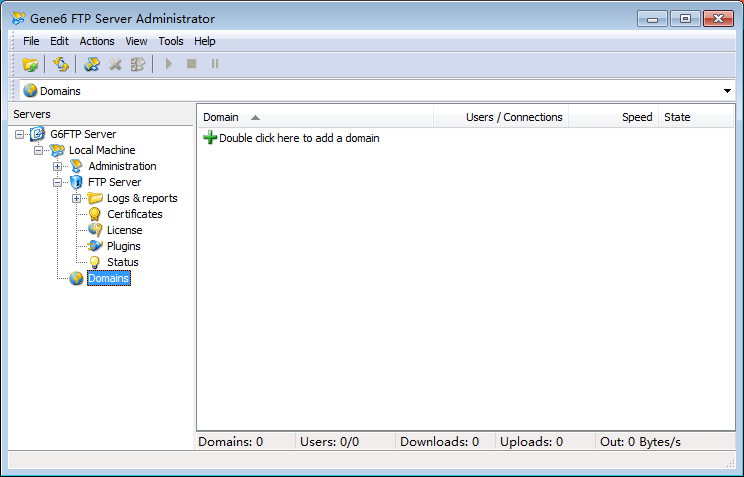 Gene6 FTP Server Administrator
File Edit Actions View Tools Help
Domains
Servers
Domain Users / Connections Speed State
G6FTP Server
Double click here to add a domain
Local Machine
Administration
FTP Server
Logs & reports
Certificates
License
Plugins
Status
Domains
Domains: 0 Users: 0/0 Downloads: 0 Uploads: 0 Out: 0 Bytes/s